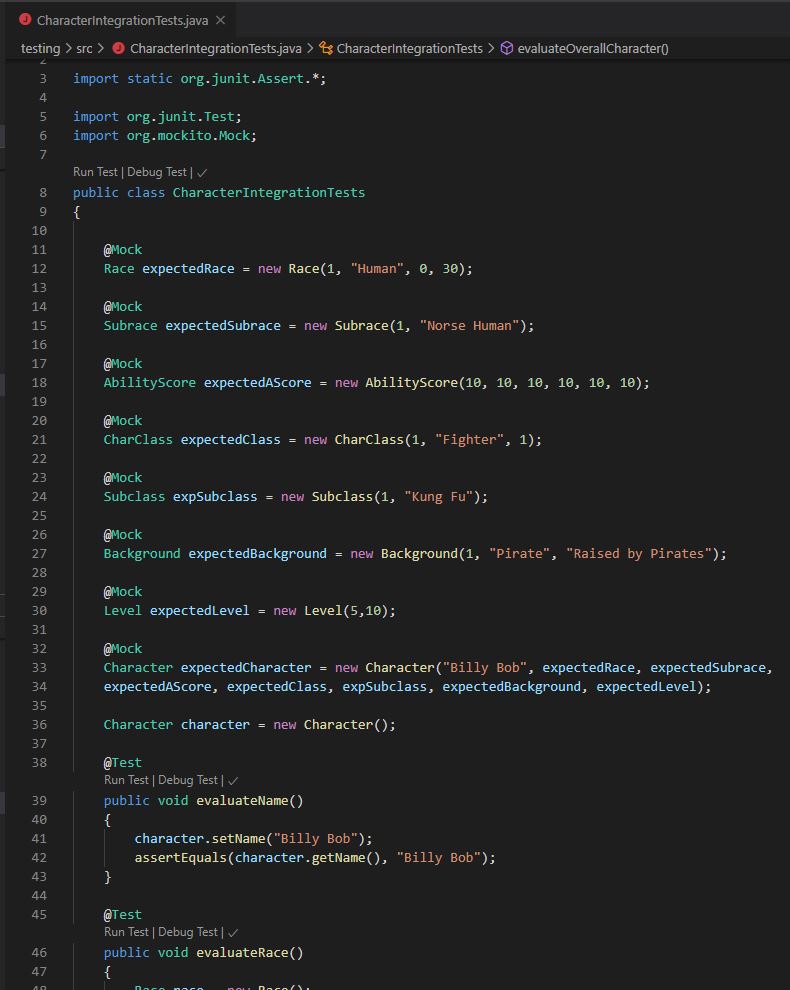 CharacterIntegrationTests.java ×
testing > src > CharacterIntegrationTests.java > CharacterIntegrationTests > evaluateOverallCharacter()
2
3 import static org.junit.Assert.*;
4
5 import org.junit.Test;
6 import org.mockito.Mock;
7
Run Test | Debug Test | ✓
8 public class CharacterIntegrationTests
9 {
10
11 @Mock
12 Race expectedRace = new Race(1, "Human", 0, 30);
13
14 @Mock
15 Subrace expectedSubrace = new Subrace(1, "Norse Human");
16
17 @Mock
18 AbilityScore expectedAScore = new AbilityScore(10, 10, 10, 10, 10, 10);
19
20 @Mock
21 CharClass expectedClass = new CharClass(1, "Fighter", 1);
22
23 @Mock
24 Subclass expSubclass = new Subclass(1, "Kung Fu");
25
26 @Mock
27 Background expectedBackground = new Background(1, "Pirate", "Raised by Pirates");
28
29 @Mock
30 Level expectedLevel = new Level(5,10);
31
32 @Mock
33 Character expectedCharacter = new Character("Billy Bob", expectedRace, expectedSubrace,
34 expectedAScore, expectedClass, expSubclass, expectedBackground, expectedLevel);
35
36 Character character = new Character();
37
38 @Test
Run Test | Debug Test | ✓
39 public void evaluateName()
40 {
41 character.setName("Billy Bob");
42 assertEquals(character.getName(), "Billy Bob");
43 }
44
45 @Test
Run Test | Debug Test | ✓
46 public void evaluateRace()
47 {
48 Race race = new Race();